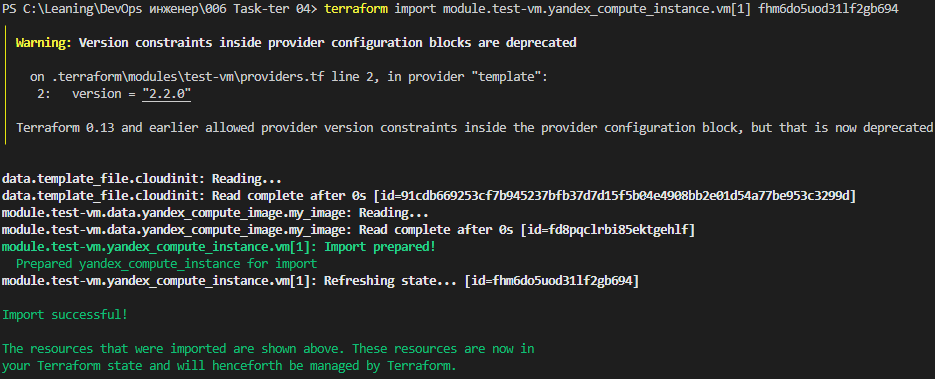 PS C:\Leaning\DevOps инженер\006 Task-ter 04> terraform import module.test-vm.yandex_compute_instance.vm[1] fhm6do5uod31lf2gb694
Warning: Version constraints inside provider configuration blocks are deprecated
on .terraform\modules\test-vm\providers.tf line 2, in provider "template":
2: version = "2.2.0"
Terraform 0.13 and earlier allowed provider version constraints inside the provider configuration block, but that is now deprecated
data.template_file.cloudinit: Reading...
data.template_file.cloudinit: Read complete after 0s [id=91cdb669253cf7b945237bfb37d7d15f5b04e4908bb2e01d54a77be953c3299d]
module.test-vm.data.yandex_compute_image.my_image: Reading...
module.test-vm.data.yandex_compute_image.my_image: Read complete after 0s [id=fd8pqclrbi85ektgehlf]
module.test-vm.yandex_compute_instance.vm[1]: Import prepared!
Prepared yandex_compute_instance for import
module.test-vm.yandex_compute_instance.vm[1]: Refreshing state... [id=fhm6do5uod31lf2gb694]
Import successful!
The resources that were imported are shown above. These resources are now in
your Terraform state and will henceforth be managed by Terraform.